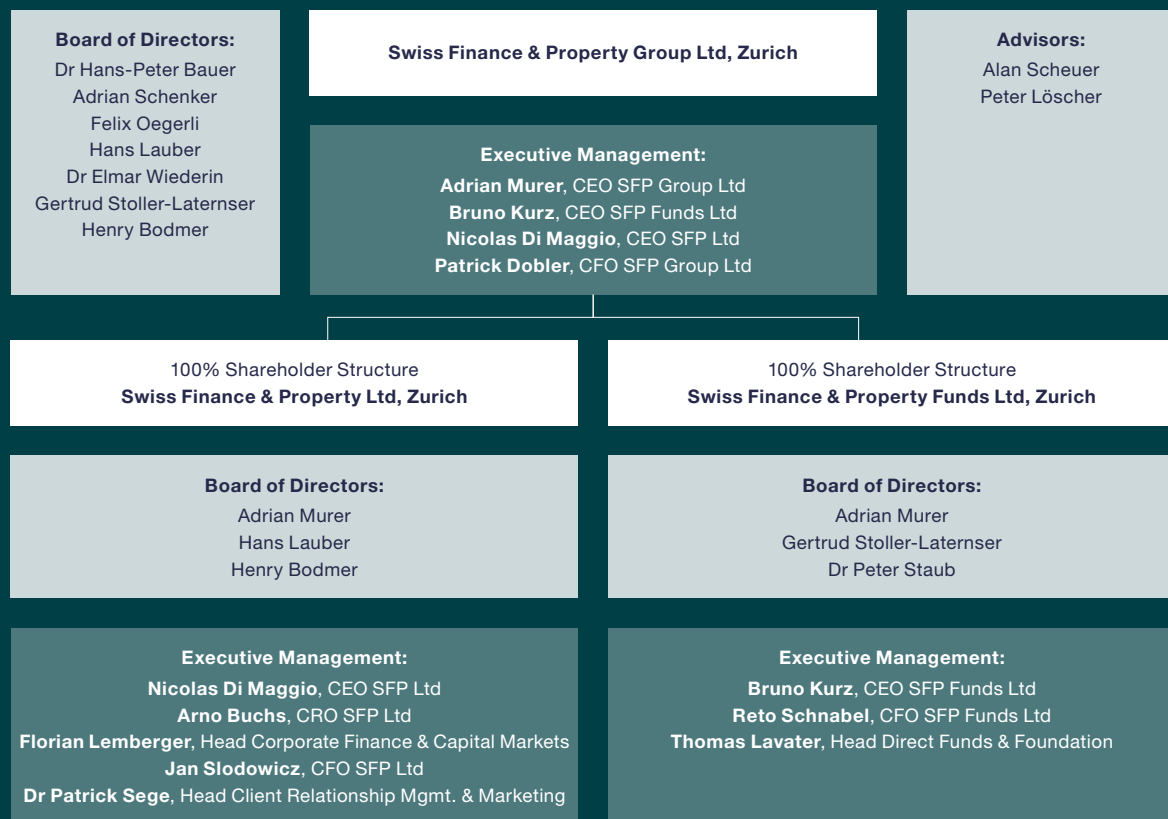 Board of Directors:
Dr Hans-Peter Bauer
Adrian Schenker
Felix Oegerli
Hans Lauber
Dr Elmar Wiederin
Gertrud Stoller-Laternser
Henry Bodmer
Swiss Finance & Property Group Ltd, Zurich
Executive Management:
Adrian Murer, CEO SFP Group Ltd
Bruno Kurz, CEO SFP Funds Ltd
Nicolas Di Maggio, CEO SFP Ltd
Patrick Dobler, CFO SFP Group Ltd
Advisors:
Alan Scheuer
Peter Löscher
100% Shareholder Structure
Swiss Finance & Property Ltd, Zurich
Board of Directors:
Adrian Murer
Hans Lauber
Henry Bodmer
Executive Management:
Nicolas Di Maggio, CEO SFP Ltd
Arno Buchs, CRO SFP Ltd
Florian Lemberger, Head Corporate Finance & Capital Markets
Jan Slodowicz, CFO SFP Ltd
Dr Patrick Sege, Head Client Relationship Mgmt. & Marketing
100% Shareholder Structure
Swiss Finance & Property Funds Ltd, Zurich
Board of Directors:
Adrian Murer
Gertrud Stoller-Laternser
Dr Peter Staub
Executive Management:
Bruno Kurz, CEO SFP Funds Ltd
Reto Schnabel, CFO SFP Funds Ltd
Thomas Lavater, Head Direct Funds & Foundation